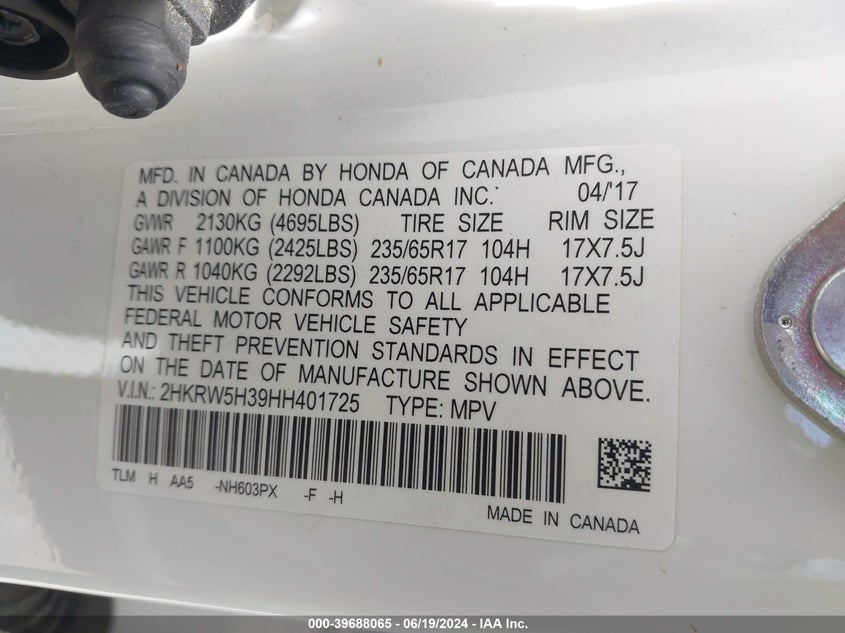 MFD. IN CANADA BY HONDA OF CANADA MFG.,
A DIVISION OF HONDA CANADA INC. 04/'17
GVWR 2130KG (4695LBS) TIRE SIZE RIM SIZE
GAWR F 1100KG (2425LBS) 235/65R17 104H 17X7.5J
GAWR R 1040KG (2292LBS) 235/65R17 104H 17X7.5J
THIS VEHICLE CONFORMS TO ALL APPLICABLE
FEDERAL MOTOR VEHICLE SAFETY
AND THEFT PREVENTION STANDARDS IN EFFECT
ON THE DATE OF MANUFACTURE SHOWN ABOVE.
V.I.N.: 2HKRW5H39HH401725 TYPE: MPV
TLM H AA5 -NH603PX -F -H
MADE IN CANADA
000-39688065 - 06/19/2024 - IAA Inc.